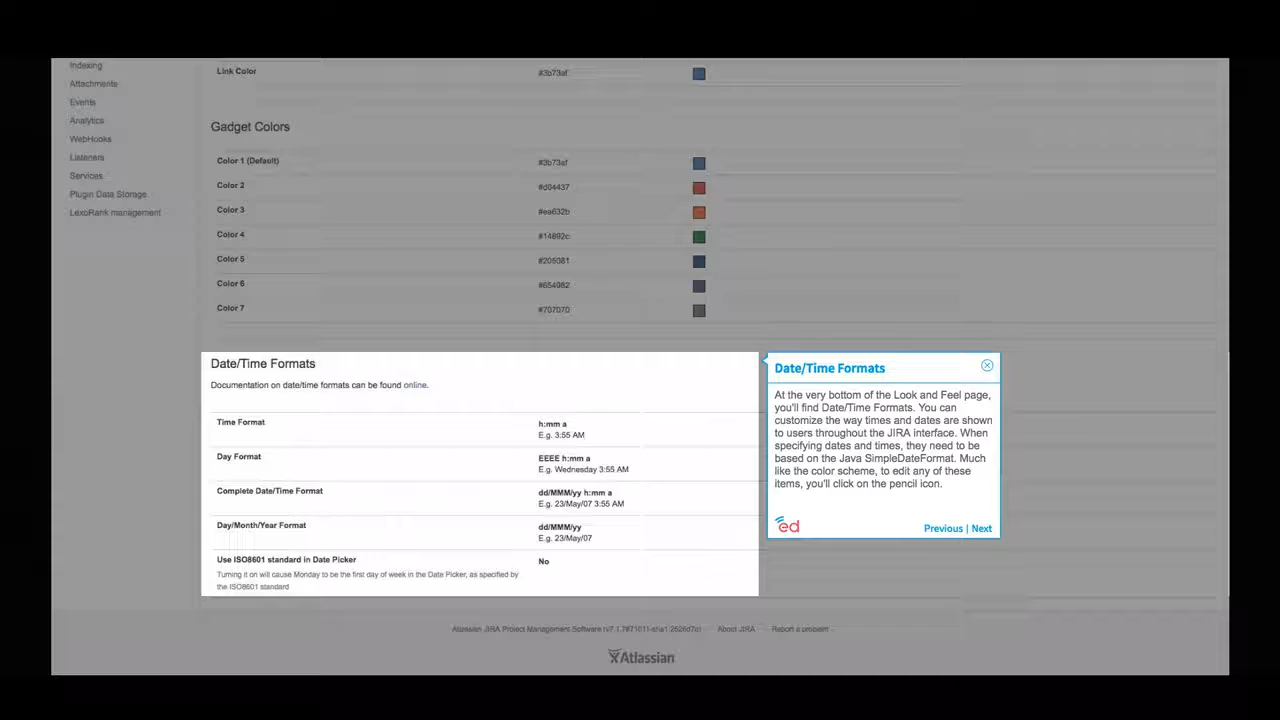 Indexing
Attachments
Events
Analytics
WebHooks
Listeners
Services
Plugin Data Storage
LexoRank management
Link Color #3b73af
Gadget Colors
Color 1 (Default) #3b73af
Color 2 #d04437
Color 3 #ea632b
Color 4 #14892c
Color 5 #205081
Color 6 #654982
Color 7 #707070
Date/Time Formats
Documentation on date/time formats can be found online.
Time Format h:mm a
E.g. 3:55 AM
Day Format EEEE h:mm a
E.g. Wednesday 3:55 AM
Complete Date/Time Format dd/MMM/yy h:mm a
E.g. 23/May/07 3:55 AM
Day/Month/Year Format dd/MMM/yy
E.g. 23/May/07
Use ISO8601 standard in Date Picker No
Turning it on will cause Monday to be the first day of week in the Date Picker, as specified by
the ISO8601 standard
Date/Time Formats
At the very bottom of the Look and Feel page,
you'll find Date/Time Formats. You can
customize the way times and dates are shown
to users throughout the JIRA interface. When
specifying dates and times, they need to be
based on the Java SimpleDateFormat. Much
like the color scheme, to edit any of these
items, you'll click on the pencil icon.
ed
Previous | Next
Atlassian JIRA Project Management Software About JIRA Report a problem
Atlassian